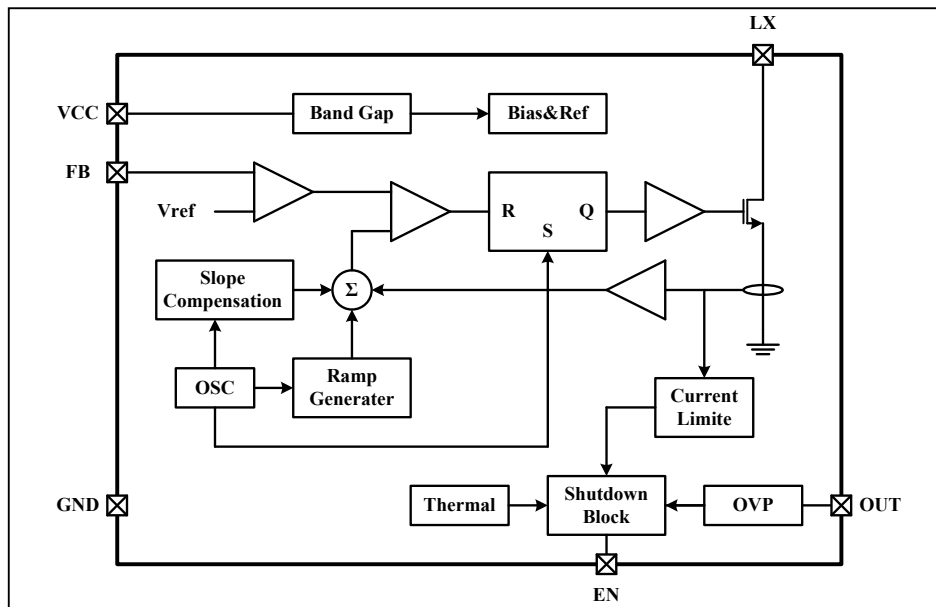 LX
VCC
Band Gap
Bias&Ref
FB
Vref
R
Q
S
Slope
Compensation
Σ
OSC
Ramp
Generater
Current
Limite
GND
Thermal
Shutdown
Block
OVP
OUT
EN